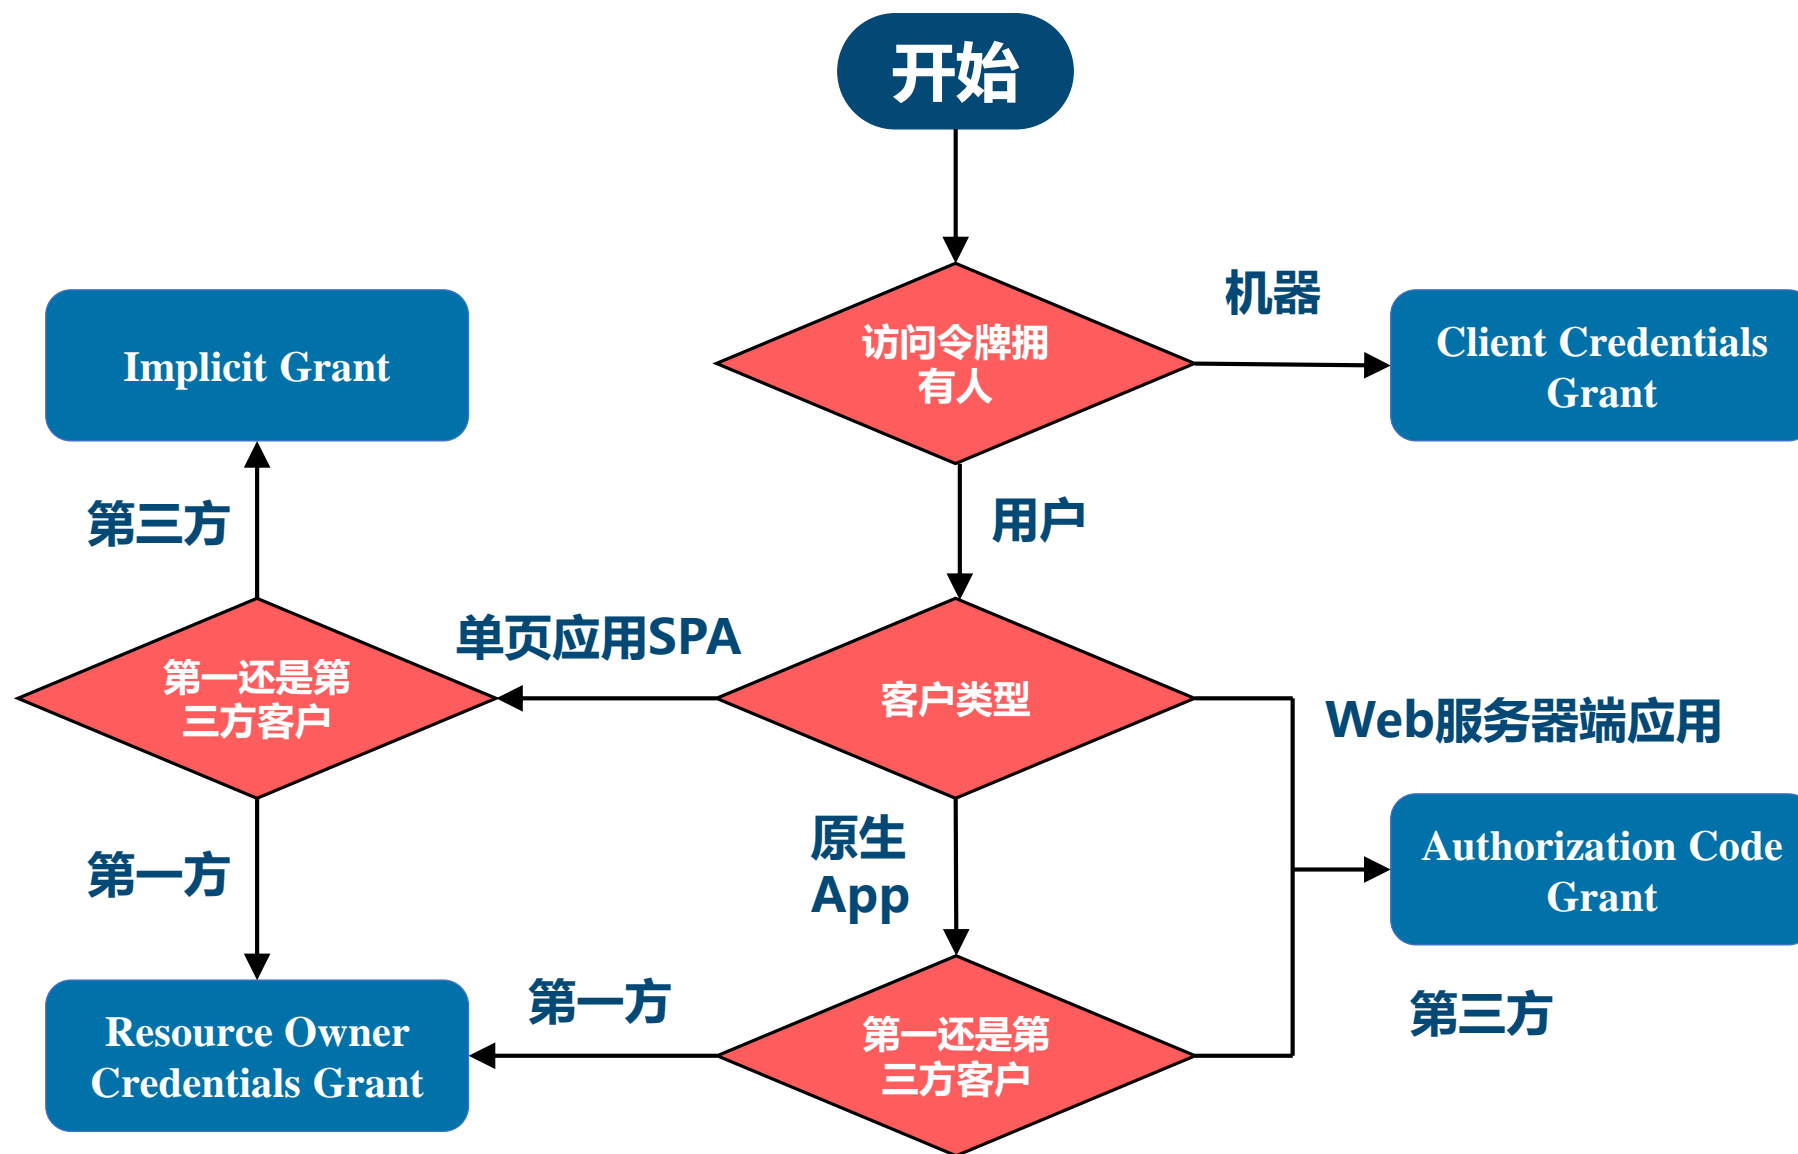 开始
机器
访问令牌拥
有人
Client Credentials
Grant
Implicit Grant
第三方
用户
单页应用SPA
第一还是第
三方客户
客户类型
Web服务器端应用
原生
App
第一方
Authorization Code
Grant
第一方
第三方
第一还是第
三方客户
Resource Owner
Credentials Grant